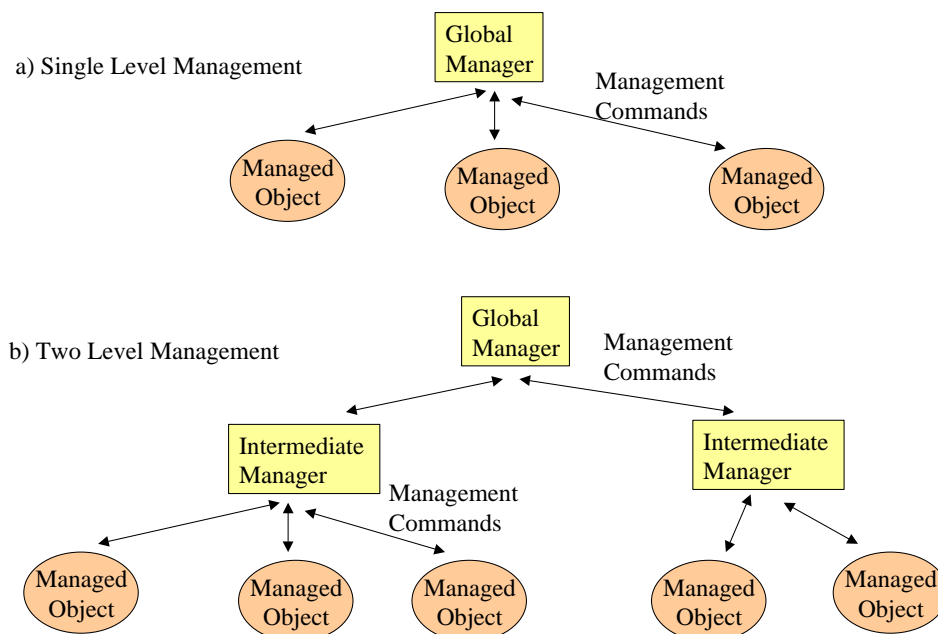 a) Single Level Management
Global
Manager
Management
Commands
Managed
Object
Managed
Object
Managed
Object
b) Two Level Management
Global
Manager
Management
Commands
Intermediate
Manager
Intermediate
Manager
Management
Commands
Managed
Object
Managed
Object
Managed
Object
Managed
Object
Managed
Object